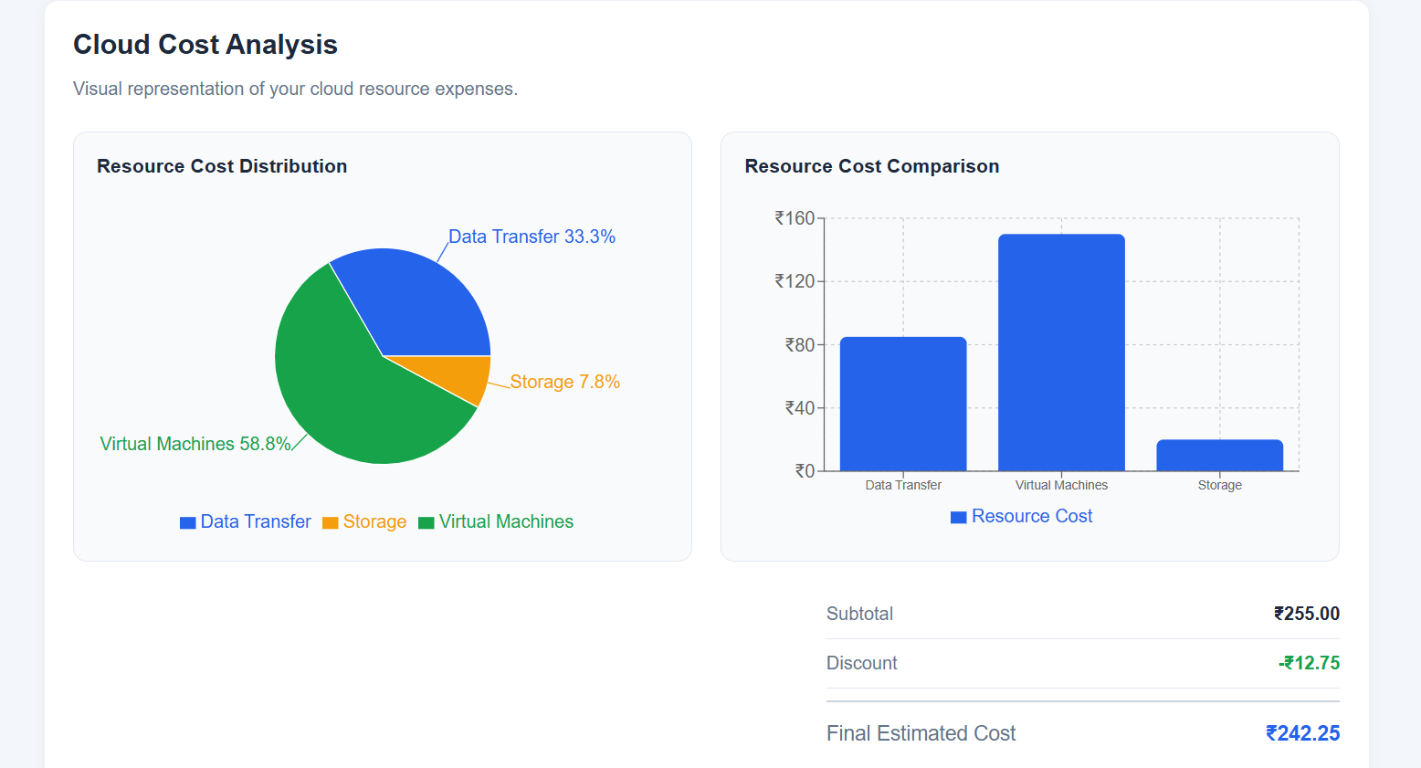 Cloud Cost Analysis
Visual representation of your cloud resource expenses.
Resource Cost Distribution
Data Transfer 33.3%
Storage 7.8%
Virtual Machines 58.8%
Data Transfer Storage Virtual Machines
Resource Cost Comparison
₹160
₹120
₹80
₹40
₹0
Data Transfer Virtual Machines Storage
Resource Cost
Subtotal ₹255.00
Discount -₹12.75
Final Estimated Cost ₹242.25